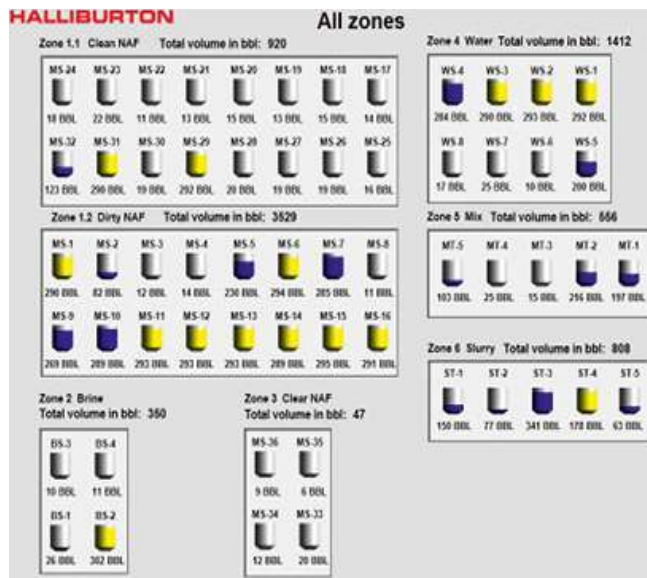 HALLIBURTON
All zones
Zone 1.1 Clean NAF Total volume in bbl: 920
MS-24 MS-23 MS-22 MS-21 MS-20 MS-19 MS-18 MS-17
18 BBL 22 BBL 11 BBL 13 BBL 15 BBL 13 BBL 15 BBL 14 BBL
MS-32 MS-31 MS-30 MS-29 MS-28 MS-27 MS-26 MS-25
123 BBL 290 BBL 19 BBL 292 BBL 20 BBL 19 BBL 19 BBL 16 BBL
Zone 1.2 Dirty NAF Total volume in bbl: 3529
MS-1 MS-2 MS-3 MS-4 MS-5 MS-6 MS-7 MS-8
290 BBL 82 BBL 12 BBL 14 BBL 230 BBL 294 BBL 285 BBL 11 BBL
MS-9 MS-10 MS-11 MS-12 MS-13 MS-14 MS-15 MS-16
269 BBL 289 BBL 293 BBL 293 BBL 293 BBL 289 BBL 295 BBL 291 BBL
Zone 2 Brine
Total volume in bbl: 350
BS-3 BS-4
10 BBL 11 BBL
BS-1 BS-2
26 BBL 302 BBL
Zone 3 Clear NAF
Total volume in bbl: 47
MS-36 MS-35
9 BBL 6 BBL
MS-34 MS-33
12 BBL 20 BBL
Zone 4 Water Total volume in bbl: 1412
WS-4 WS-3 WS-2 WS-1
284 BBL 290 BBL 293 BBL 292 BBL
WS-8 WS-7 WS-6 WS-5
17 BBL 25 BBL 10 BBL 200 BBL
Zone 5 Mix Total volume in bbl: 556
MT-5 MT-4 MT-3 MT-2 MT-1
103 BBL 25 BBL 15 BBL 216 BBL 197 BBL
Zone 6 Slurry Total volume in bbl: 808
ST-1 ST-2 ST-3 ST-4 ST-5
150 BBL 77 BBL 341 BBL 178 BBL 63 BBL